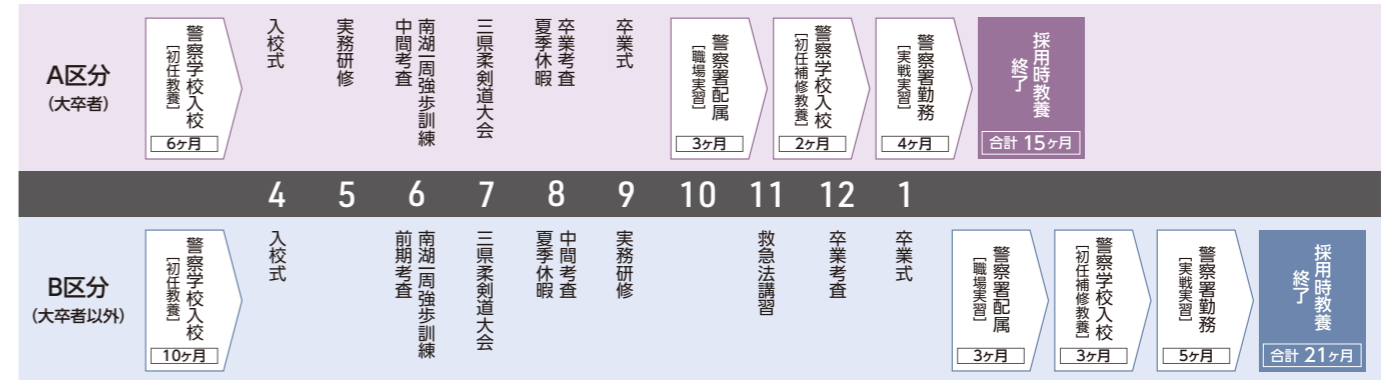 A区分
(大卒者)
警察学校入校
[初任教養]
6ヶ月
入校式
実務研修
南湖一周強歩訓練
中間考査
三県柔剣道大会
卒業考査
夏季休暇
卒業式
警察署配属
[職場実習]
3ヶ月
警察学校入校
[初任補修教養]
2ヶ月
警察署勤務
[実戦実習]
4ヶ月
採用時教養
終了
合計 15ヶ月
4 5 6 7 8 9 10 11 12 1
B区分
(大卒者以外)
警察学校入校
[初任教養]
10ヶ月
入校式
南湖一周強歩訓練
前期考査
三県柔剣道大会
中間考査
夏季休暇
実務研修
救急法講習
卒業考査
卒業式
警察署配属
[職場実習]
3ヶ月
警察学校入校
[初任補修教養]
3ヶ月
警察署勤務
[実戦実習]
5ヶ月
採用時教養
終了
合計 21ヶ月